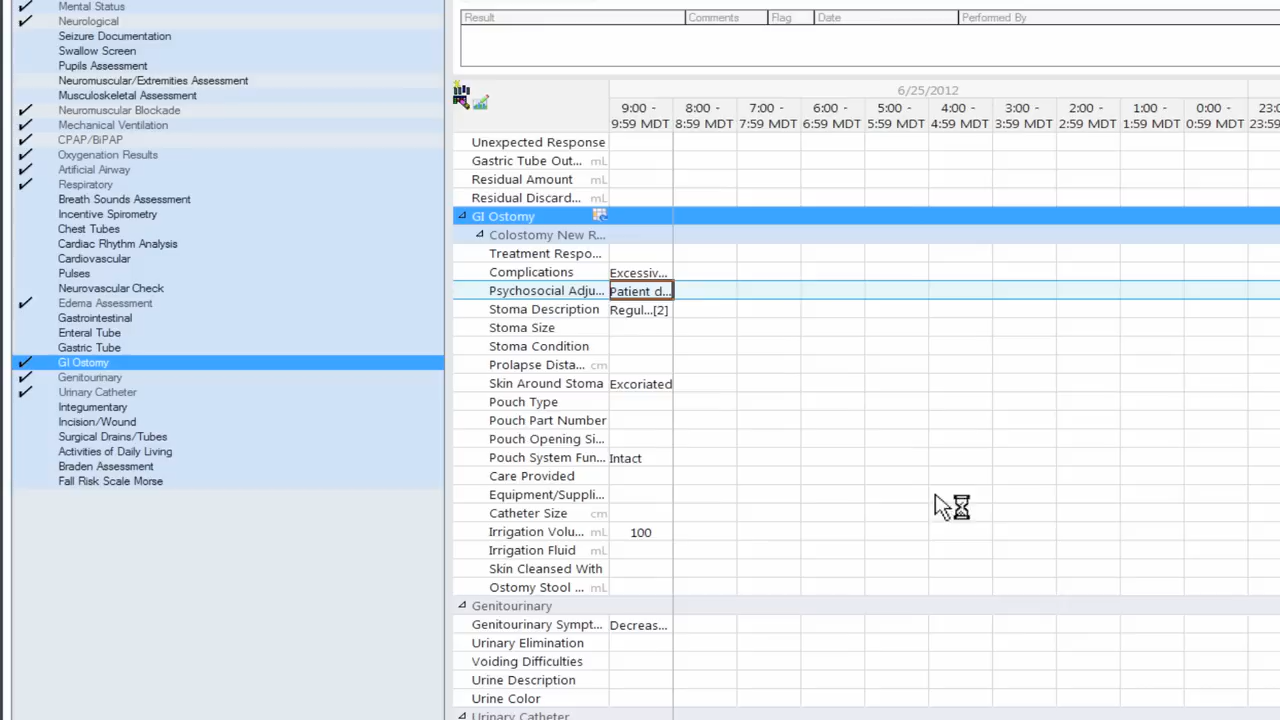 Mental Status
Neurological
Seizure Documentation
Swallow Screen
Pupils Assessment
Neuromuscular/Extremities Assessment
Musculoskeletal Assessment
Neuromuscular Blockade
Mechanical Ventilation
CPAP/BiPAP
Oxygenation Results
Artificial Airway
Respiratory
Breath Sounds Assessment
Incentive Spirometry
Chest Tubes
Cardiac Rhythm Analysis
Cardiovascular
Pulses
Neurovascular Check
Edema Assessment
Gastrointestinal
Enteral Tube
Gastric Tube
GI Ostomy
Genitourinary
Urinary Catheter
Integumentary
Incision/Wound
Surgical Drains/Tubes
Activities of Daily Living
Braden Assessment
Fall Risk Scale Morse
Result Comments Flag Date Performed By
6/25/2012
9:00 - 8:00 - 7:00 - 6:00 - 5:00 - 4:00 - 3:00 - 2:00 - 1:00 - 0:00 - 23:0
9:59 MDT 8:59 MDT 7:59 MDT 6:59 MDT 5:59 MDT 4:59 MDT 3:59 MDT 2:59 MDT 1:59 MDT 0:59 MDT 23:59
Unexpected Response
Gastric Tube Out... mL
Residual Amount mL
Residual Discard... mL
GI Ostomy
Colostomy New R...
Treatment Respo...
Complications Excessiv...
Psychosocial Adju... Patient d...
Stoma Description Regul...[2]
Stoma Size
Stoma Condition
Prolapse Dista... cm
Skin Around Stoma Excoriated
Pouch Type
Pouch Part Number
Pouch Opening Si...
Pouch System Fun... Intact
Care Provided
Equipment/Suppli...
Catheter Size cm
Irrigation Volu... mL 100
Irrigation Fluid mL
Skin Cleansed With
Ostomy Stool ... mL
Genitourinary
Genitourinary Sympt... Decreas...
Urinary Elimination
Voiding Difficulties
Urine Description
Urine Color
Urinary Catheter